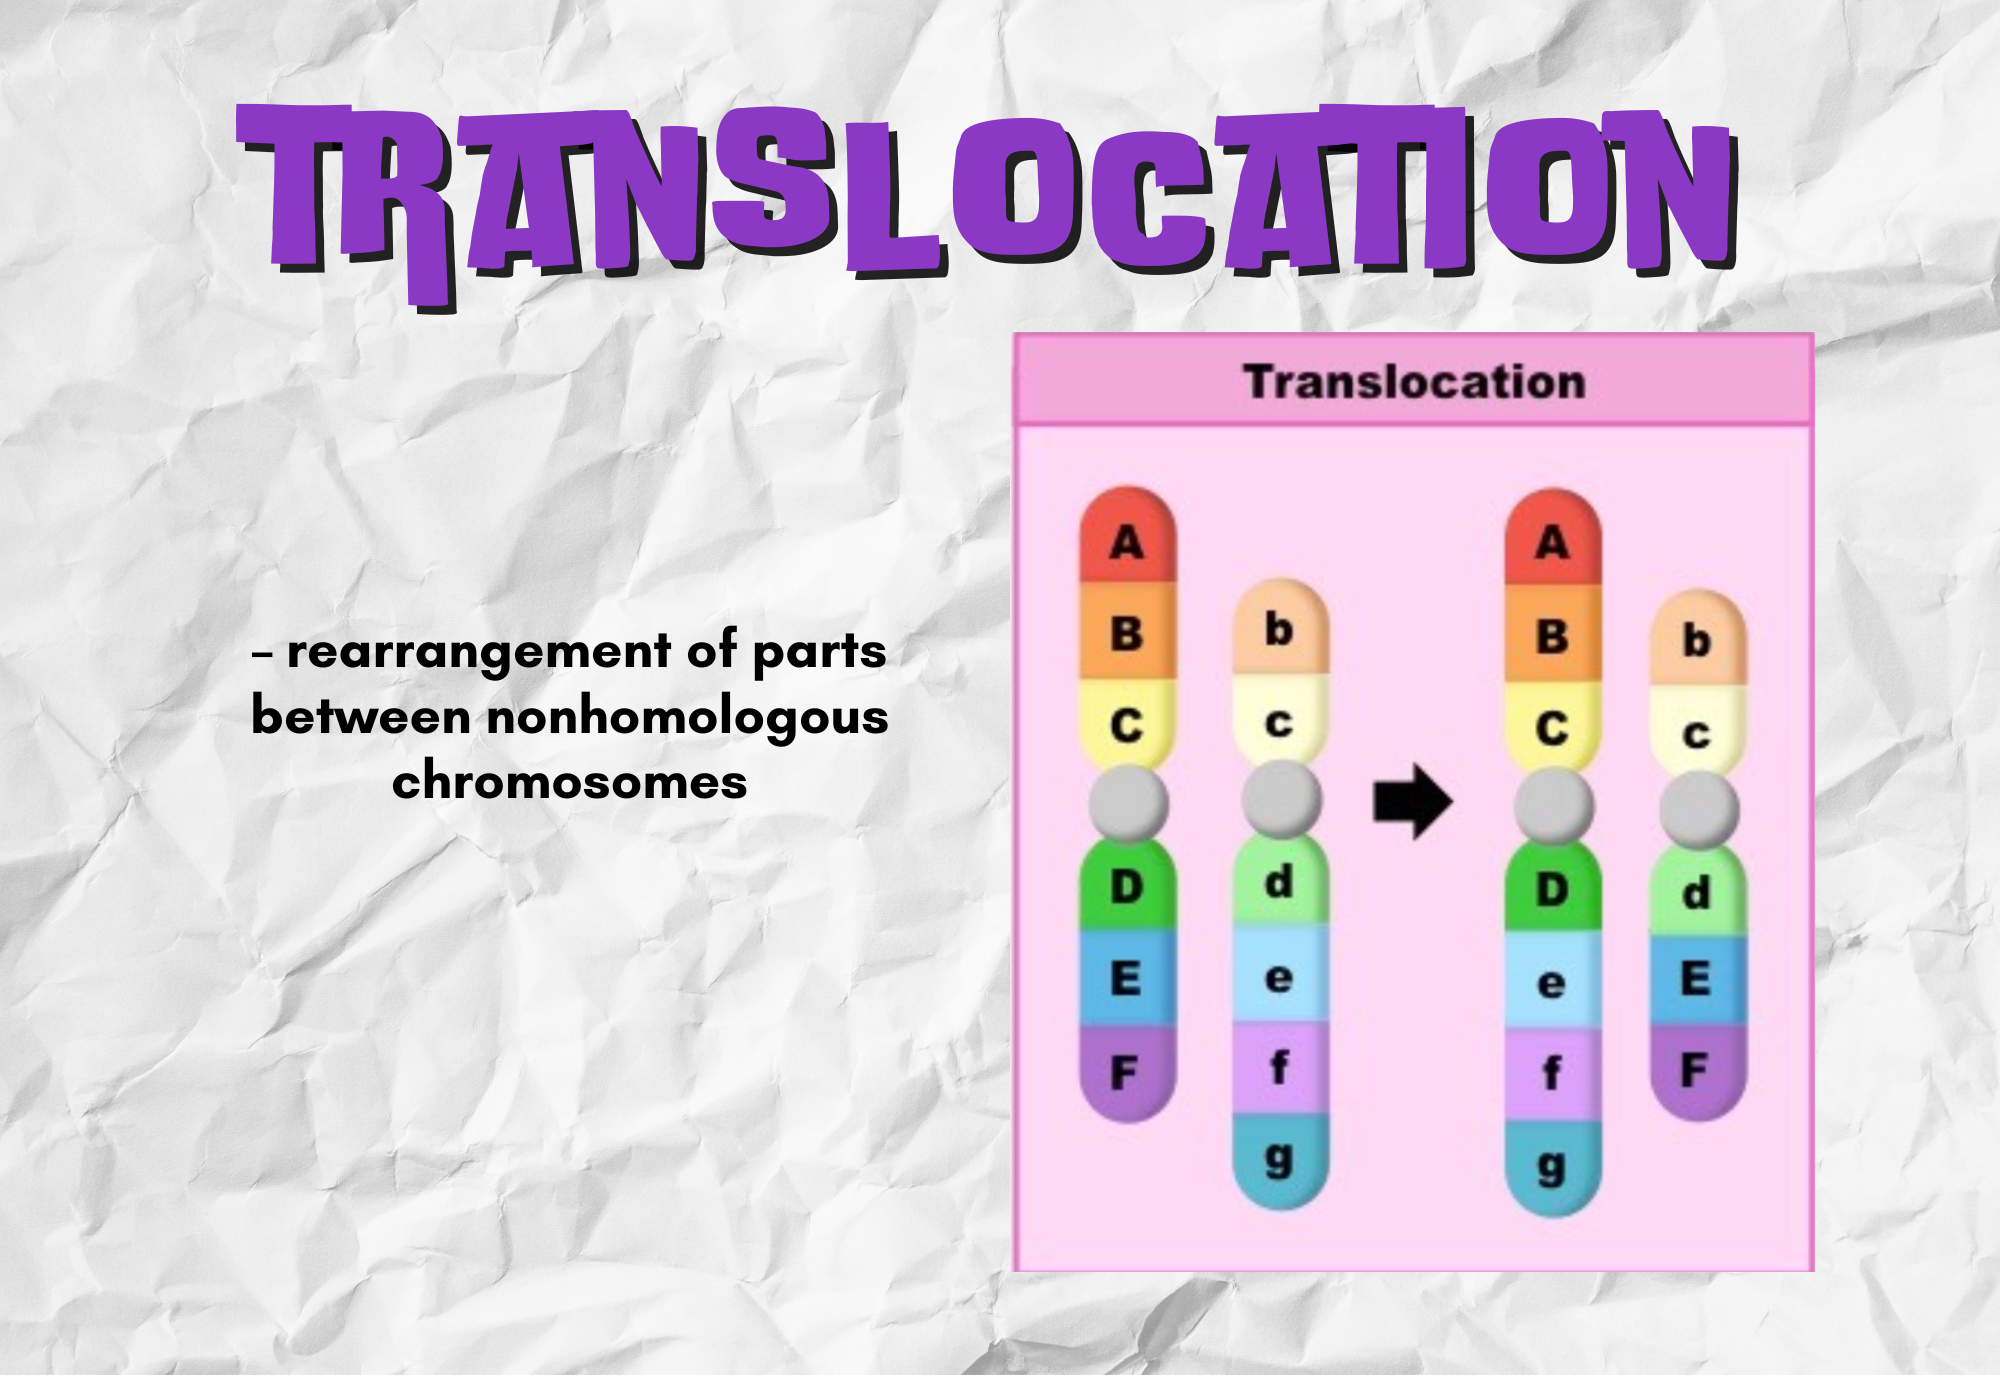 TRANSLOCATION
– rearrangement of parts
between nonhomologous
chromosomes
Translocation
A
B
C
D
E
F
b
c
d
e
f
g
A
B
C
D
e
f
g
b
c
d
E
F